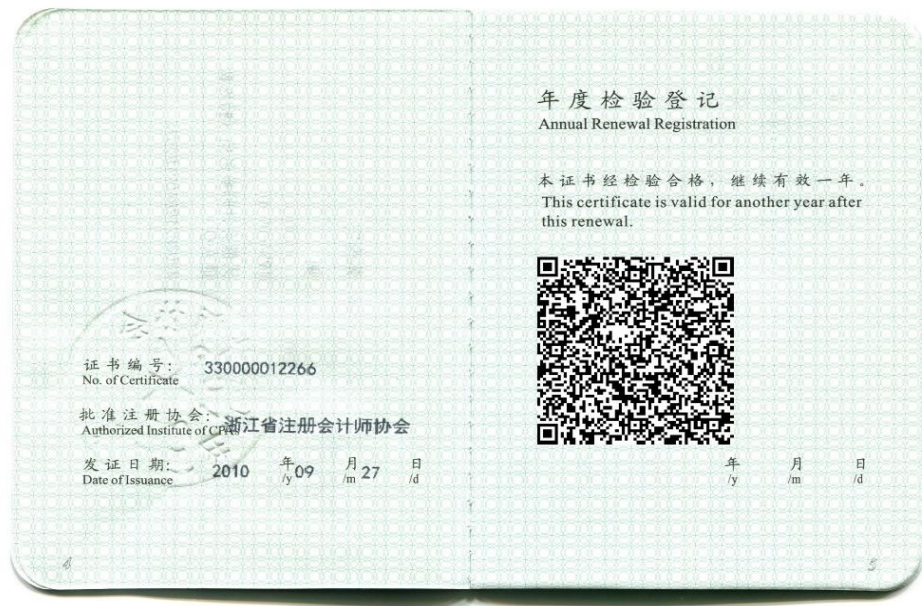 证书编号: 330000012266
No. of Certificate
批准注册协会: 浙江省注册会计师协会
Authorized Institute of CPAs
发证日期: 2010 年 09 月 27 日
Date of Issuance /y /m /d
4
年度检验登记
Annual Renewal Registration
本证书经检验合格，继续有效一年。
This certificate is valid for another year after
this renewal.
年 月 日
/y /m /d
5